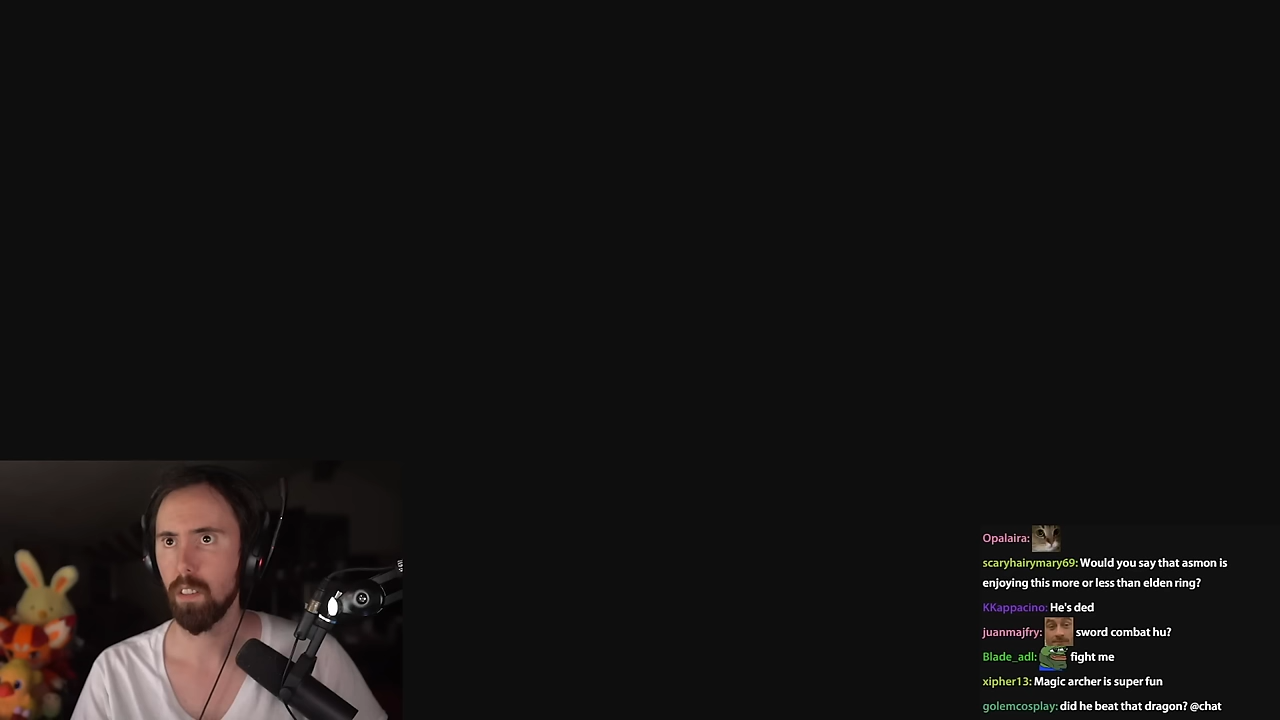 Opalaira:
scaryhairymary69: Would you say that asmon is
enjoying this more or less than elden ring?
KKappacino: He's ded
juanmajfry: sword combat hu?
Blade_adl: fight me
xipher13: Magic archer is super fun
golemcosplay: did he beat that dragon? @chat